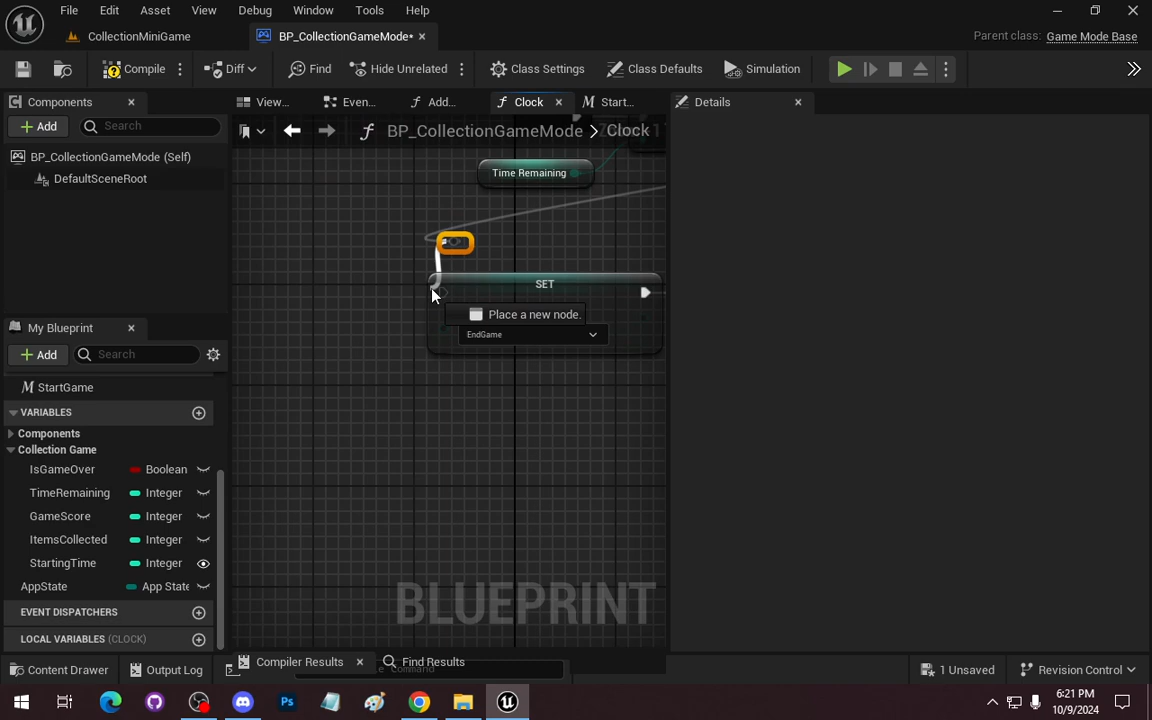 File Edit Asset View Debug Window Tools Help
CollectionMiniGame
BP_CollectionGameMode*
Parent class: Game Mode Base
Compile
Diff
Find
Hide Unrelated
Class Settings
Class Defaults
Simulation
Components
View...
Even...
Add...
Clock
Start...
Details
Add
Search
BP_CollectionGameMode > Clock
BP_CollectionGameMode (Self)
DefaultSceneRoot
Time Remaining
SET
Place a new node.
EndGame
My Blueprint
Add
Search
StartGame
VARIABLES
Components
Collection Game
IsGameOver Boolean
TimeRemaining Integer
GameScore Integer
ItemsCollected Integer
StartingTime Integer
AppState App State
EVENT DISPATCHERS
LOCAL VARIABLES (CLOCK)
BLUEPRINT
Compiler Results
Find Results
Content Drawer
Output Log
1 Unsaved
Revision Control
Ps
6:21 PM
10/9/2024